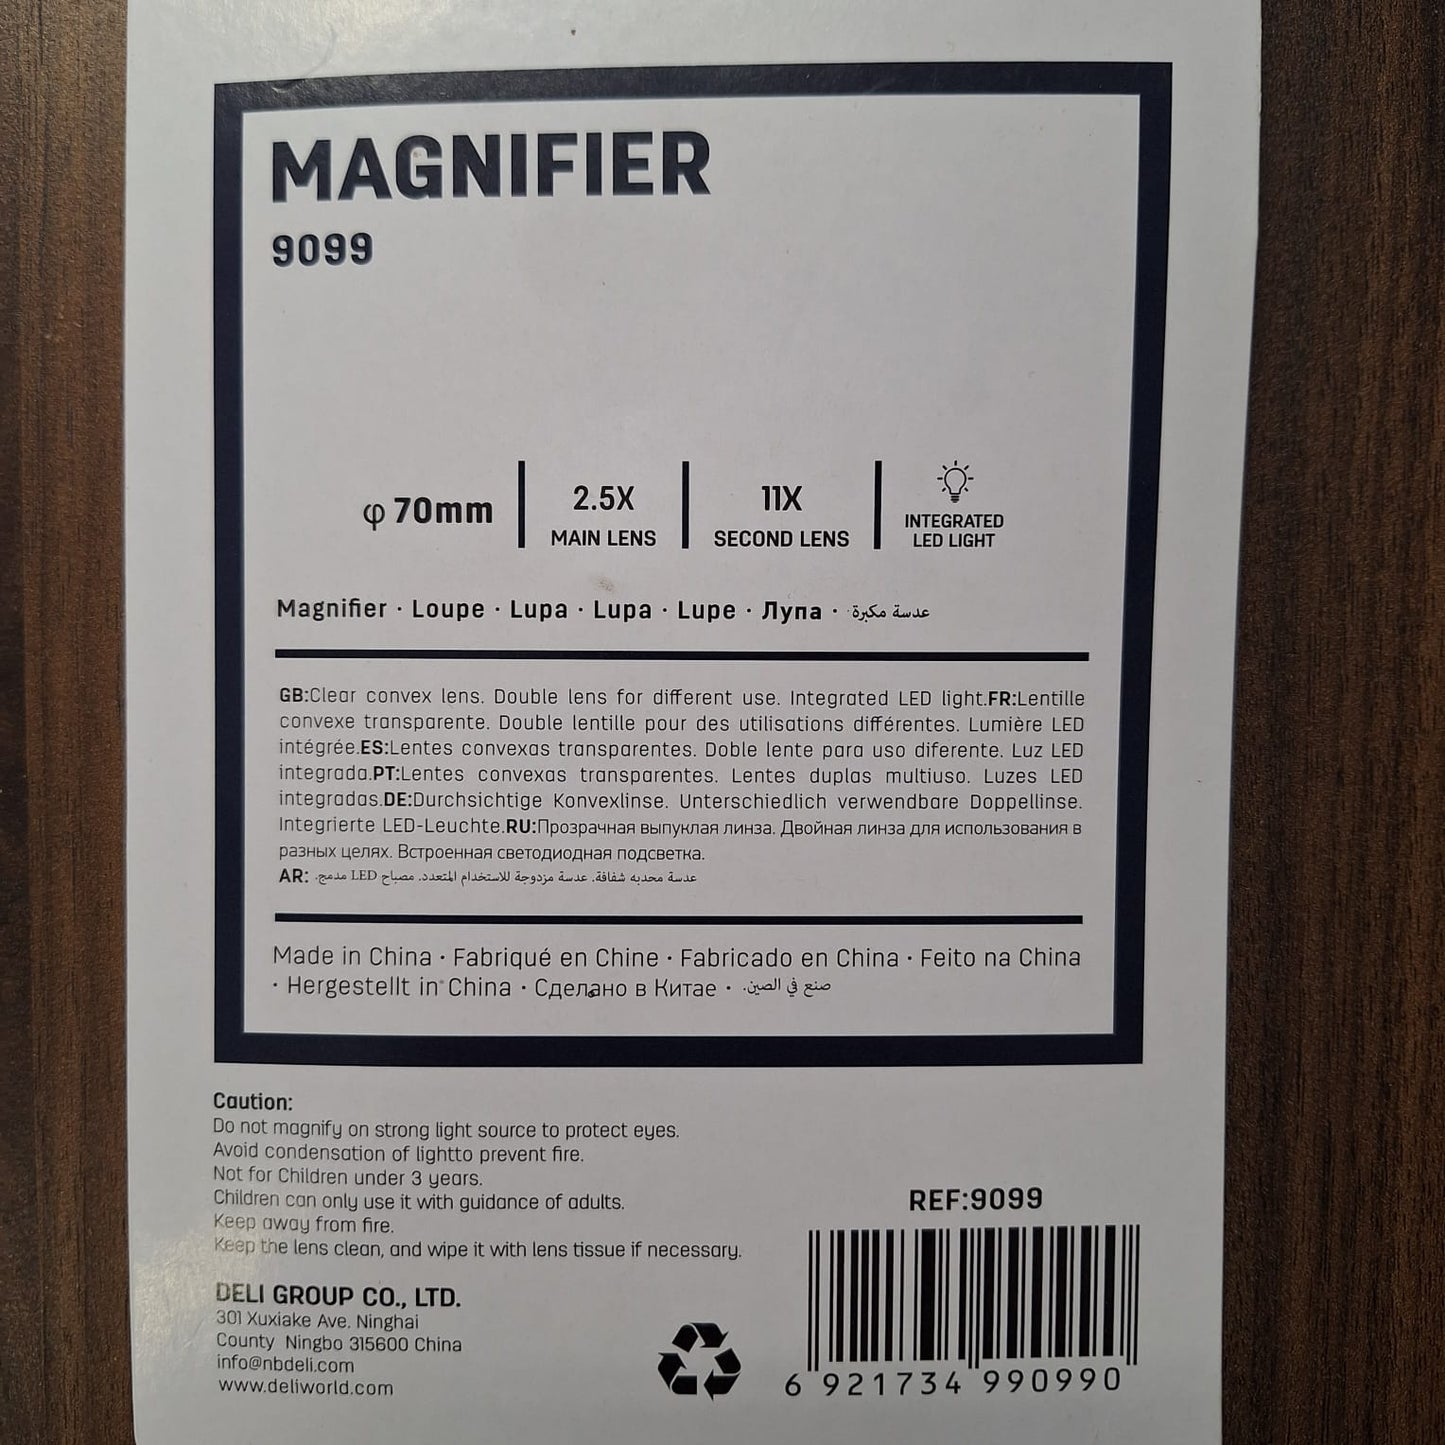 MAGNIFIER
9099
φ 70mm
2.5X
MAIN LENS
11X
SECOND LENS
INTEGRATED
LED LIGHT
Magnifier · Loupe · Lupa · Lupa · Lupe · Лупа · عدسة مكبرة
GB:Clear convex lens. Double lens for different use. Integrated LED light.FR:Lentille
convexe transparente. Double lentille pour des utilisations différentes. Lumière LED
intégrée.ES:Lentes convexas transparentes. Doble lente para uso diferente. Luz LED
integrada.PT:Lentes convexas transparentes. Lentes duplas multiuso. Luzes LED
integradas.DE:Durchsichtige Konvexlinse. Unterschiedlich verwendbare Doppellinse.
Integrierte LED-Leuchte.RU:Прозрачная выпуклая линза. Двойная линза для использования в
разных целях. Встроенная светодиодная подсветка.
AR: عدسة محدبه شفافة. عدسة مزدوجة للاستخدام المتعدد. مصباح LED مدمج.
Made in China · Fabriqué en Chine · Fabricado en China · Feito na China
· Hergestellt in China · Сделано в Китае · صنع في الصين.
Caution:
Do not magnify on strong light source to protect eyes.
Avoid condensation of lightto prevent fire.
Not for Children under 3 years.
Children can only use it with guidance of adults.
Keep away from fire.
Keep the lens clean, and wipe it with lens tissue if necessary.
DELI GROUP CO., LTD.
301 Xuxiake Ave. Ninghai
County Ningbo 315600 China
info@nbdeli.com
www.deliworld.com
REF:9099
6 921734 990990